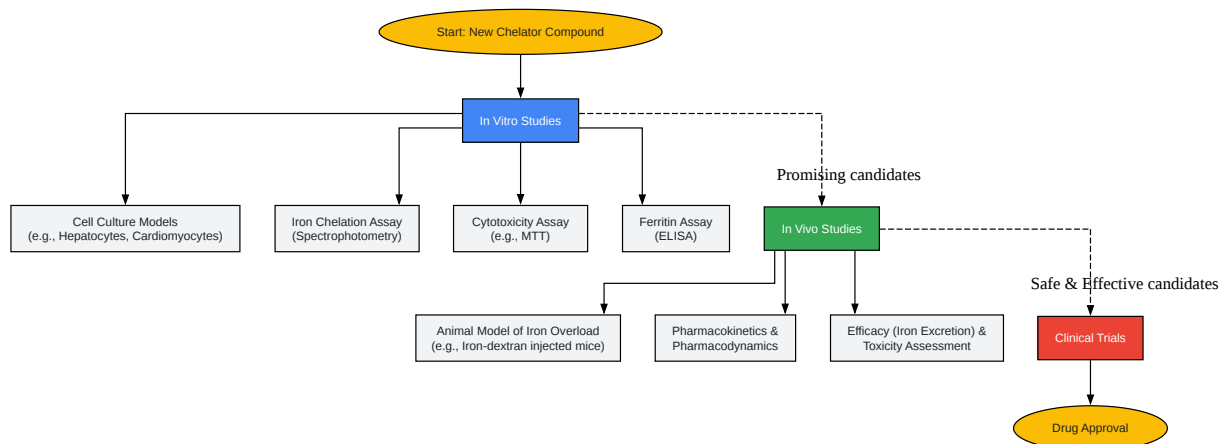 Start: New Chelator Compound
In Vitro Studies
Promising candidates
Cell Culture Models
(e.g., Hepatocytes, Cardiomyocytes)
Iron Chelation Assay
(Spectrophotometry)
Cytotoxicity Assay
(e.g., MTT)
Ferritin Assay
(ELISA)
In Vivo Studies
Safe & Effective candidates
Animal Model of Iron Overload
(e.g., Iron-dextran injected mice)
Pharmacokinetics &
Pharmacodynamics
Efficacy (Iron Excretion) &
Toxicity Assessment
Clinical Trials
Drug Approval